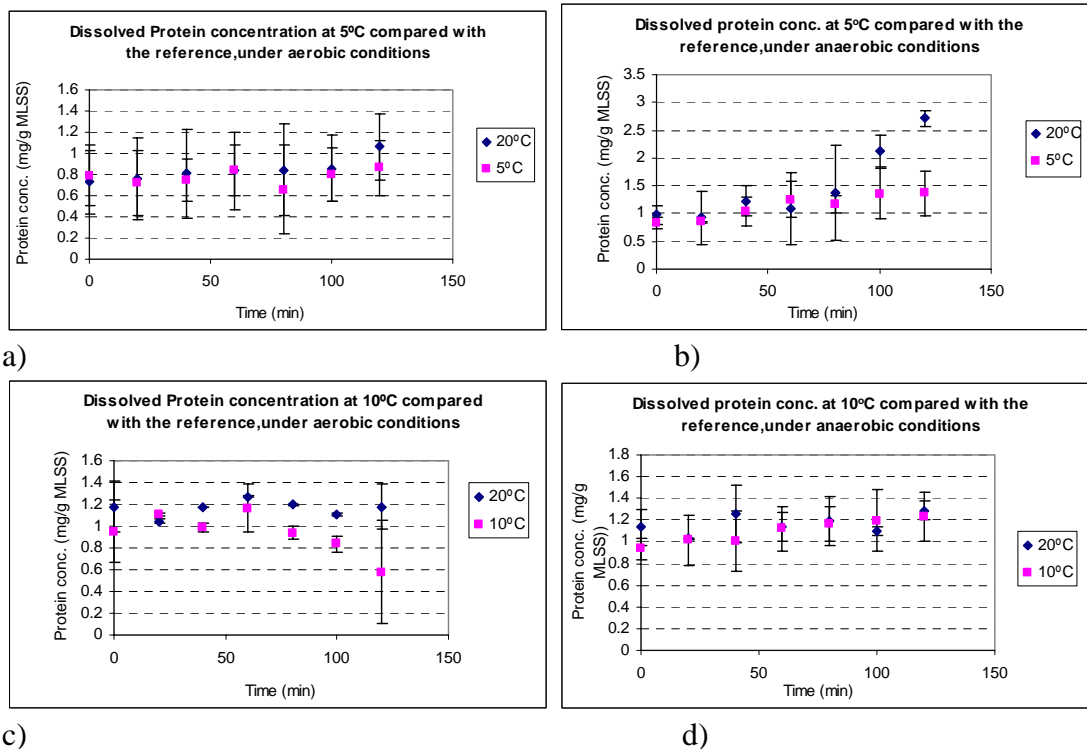 Dissolved Protein concentration at 5ºC compared with
the reference,under aerobic conditions
1.6
1.4
1.2
1
0.8
0.6
0.4
0.2
0
0
50
100
150
Time (min)
Protein conc. (mg/g MLSS)
20ºC
5ºC
a)
Dissolved protein conc. at 5ºC compared with the
reference,under anaerobic conditions
3.5
3
2.5
2
1.5
1
0.5
0
0
50
100
150
Time (min)
Protein conc. (mg/g MLSS)
20ºC
5ºC
b)
Dissolved Protein concentration at 10ºC compared
with the reference,under aerobic conditions
1.6
1.4
1.2
1
0.8
0.6
0.4
0.2
0
0
50
100
150
Time (min)
Protein conc. (mg/g MLSS)
20ºC
10ºC
c)
Dissolved protein conc. at 10ºC compared with the
reference,under anaerobic conditions
1.8
1.6
1.4
1.2
1
0.8
0.6
0.4
0.2
0
0
50
100
150
Time (min)
Protein conc. (mg/g
MLSS)
20ºC
10ºC
d)